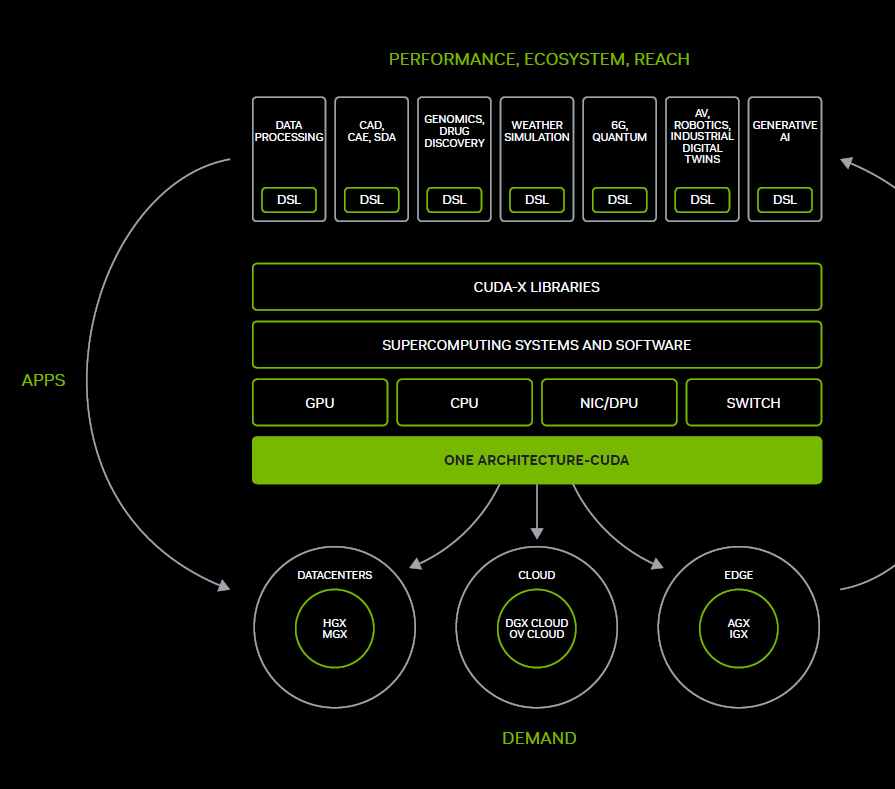 PERFORMANCE, ECOSYSTEM, REACH
DATA
PROCESSING
DSL
CAD,
CAE, SDA
DSL
GENOMICS,
DRUG
DISCOVERY
DSL
WEATHER
SIMULATION
DSL
6G,
QUANTUM
DSL
AV,
ROBOTICS,
INDUSTRIAL
DIGITAL
TWINS
DSL
GENERATIVE
AI
DSL
CUDA-X LIBRARIES
SUPERCOMPUTING SYSTEMS AND SOFTWARE
APPS
GPU
CPU
NIC/DPU
SWITCH
ONE ARCHITECTURE-CUDA
DATACENTERS
HGX
MGX
CLOUD
DGX CLOUD
OV CLOUD
EDGE
AGX
IGX
DEMAND